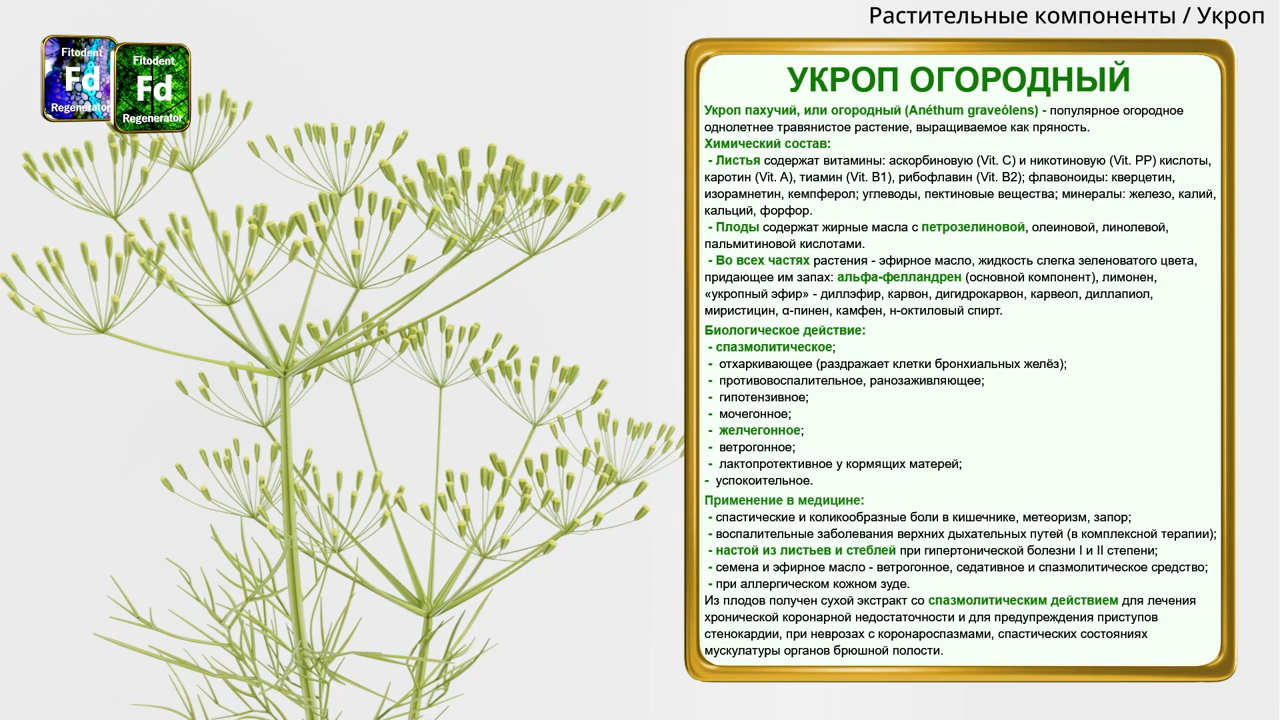 Растительные компоненты / Укроп
Fitodent
Fd
Regenerator
Fitodent
Fd
Regenerator
УКРОП ОГОРОДНЫЙ
Укроп пахучий, или огородный (Anéthum gravéolens) - популярное огородное
однолетнее травянистое растение, выращиваемое как пряность.
Химический состав:
- Листья содержат витамины: аскорбиновую (Vit. C) и никотиновую (Vit. PP) кислоты,
каротин (Vit. A), тиамин (Vit. B1), рибофлавин (Vit. B2); флавоноиды: кверцетин,
изорамнетин, кемпферол; углеводы, пектиновые вещества; минералы: железо, калий,
кальций, форфор.
- Плоды содержат жирные масла с петрозелиновой, олеиновой, линолевой,
пальмитиновой кислотами.
- Во всех частях растения - эфирное масло, жидкость слегка зеленоватого цвета,
придающее им запах: альфа-фелландрен (основной компонент), лимонен,
«укропный эфир» - диллэфир, карвон, дигидрокарвон, карвеол, диллапиол,
миристицин, α-пинен, камфен, н-октиловый спирт.
Биологическое действие:
- спазмолитическое;
- отхаркивающее (раздражает клетки бронхиальных желёз);
- противовоспалительное, ранозаживляющее;
- гипотензивное;
- мочегонное;
- желчегонное;
- ветрогонное;
- лактопротективное у кормящих матерей;
- успокоительное.
Применение в медицине:
- спастические и коликообразные боли в кишечнике, метеоризм, запор;
- воспалительные заболевания верхних дыхательных путей (в комплексной терапии);
- настой из листьев и стеблей при гипертонической болезни I и II степени;
- семена и эфирное масло - ветрогонное, седативное и спазмолитическое средство;
- при аллергическом кожном зуде.
Из плодов получен сухой экстракт со спазмолитическим действием для лечения
хронической коронарной недостаточности и для предупреждения приступов
стенокардии, при неврозах с коронароспазмами, спастических состояниях
мускулатуры органов брюшной полости.